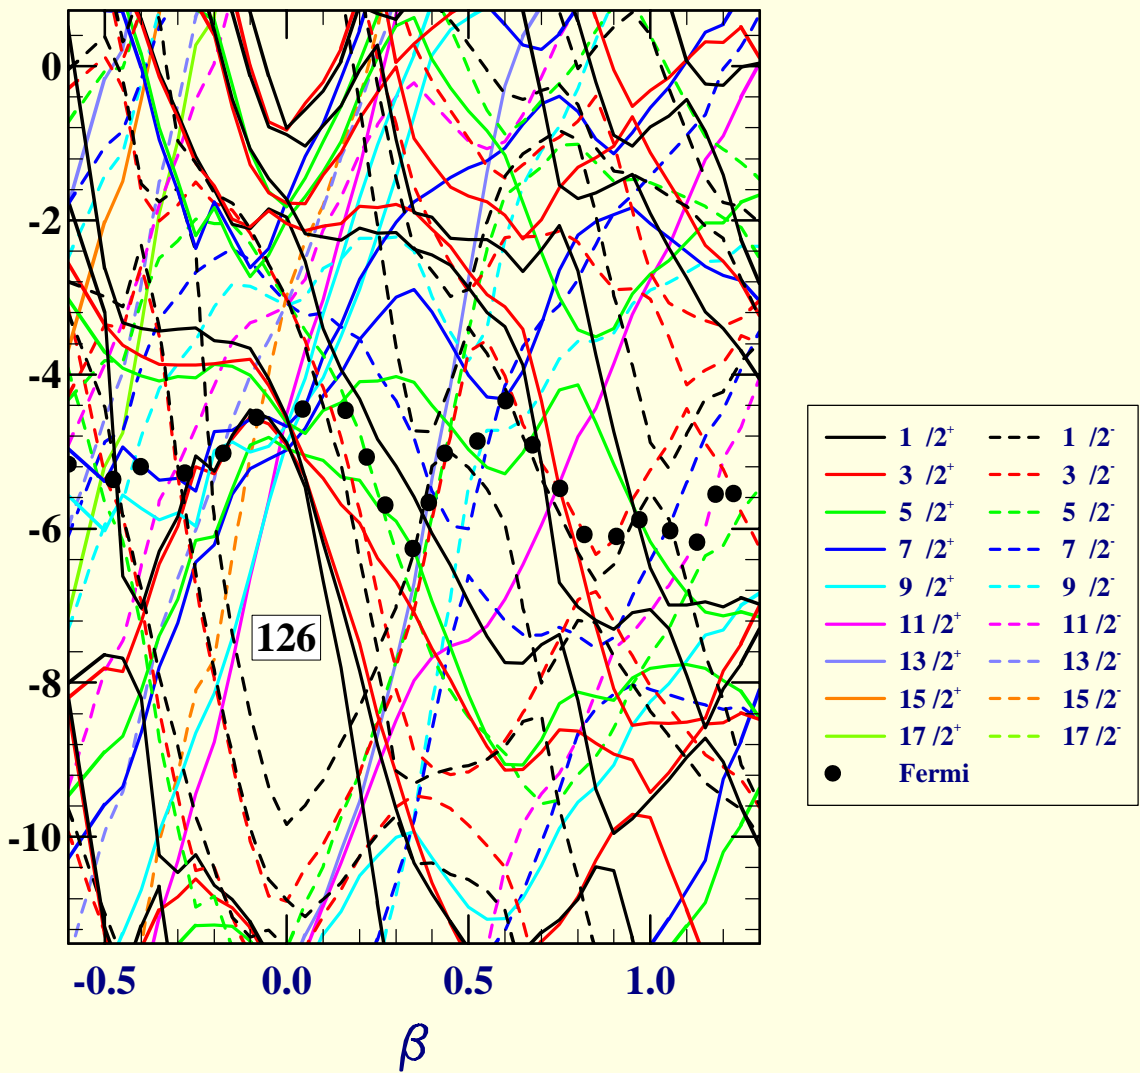 0
-2
-4
-6
-8
-10
126
-0.5 0.0 0.5 1.0
β
1 /2⁺ 1 /2⁻
3 /2⁺ 3 /2⁻
5 /2⁺ 5 /2⁻
7 /2⁺ 7 /2⁻
9 /2⁺ 9 /2⁻
11 /2⁺ 11 /2⁻
13 /2⁺ 13 /2⁻
15 /2⁺ 15 /2⁻
17 /2⁺ 17 /2⁻
Fermi